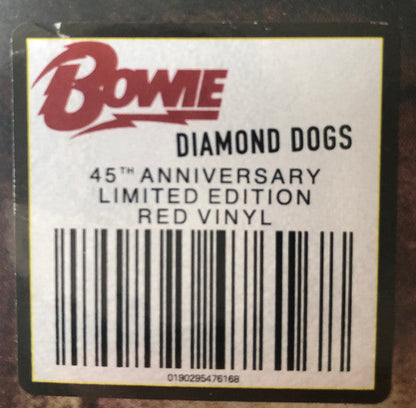 BOWIE
DIAMOND DOGS
45TH ANNIVERSARY
LIMITED EDITION
RED VINYL
0190295476168